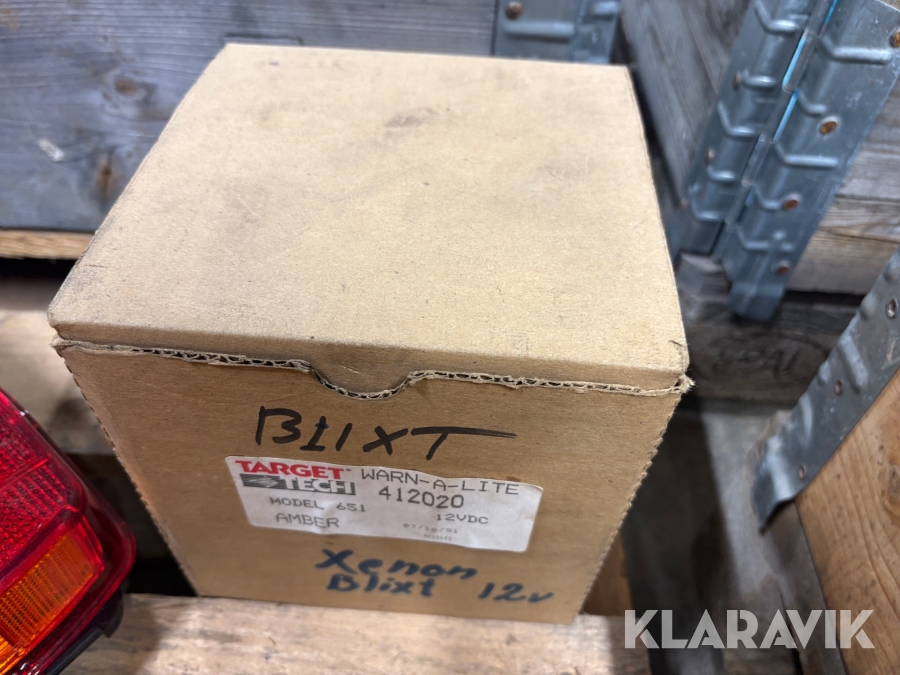 BLIXT
TARGET TECH WARN-A-LITE
412020
MODEL 651 12VDC
AMBER
Xenon
Blixt 12v
KLARAVIK